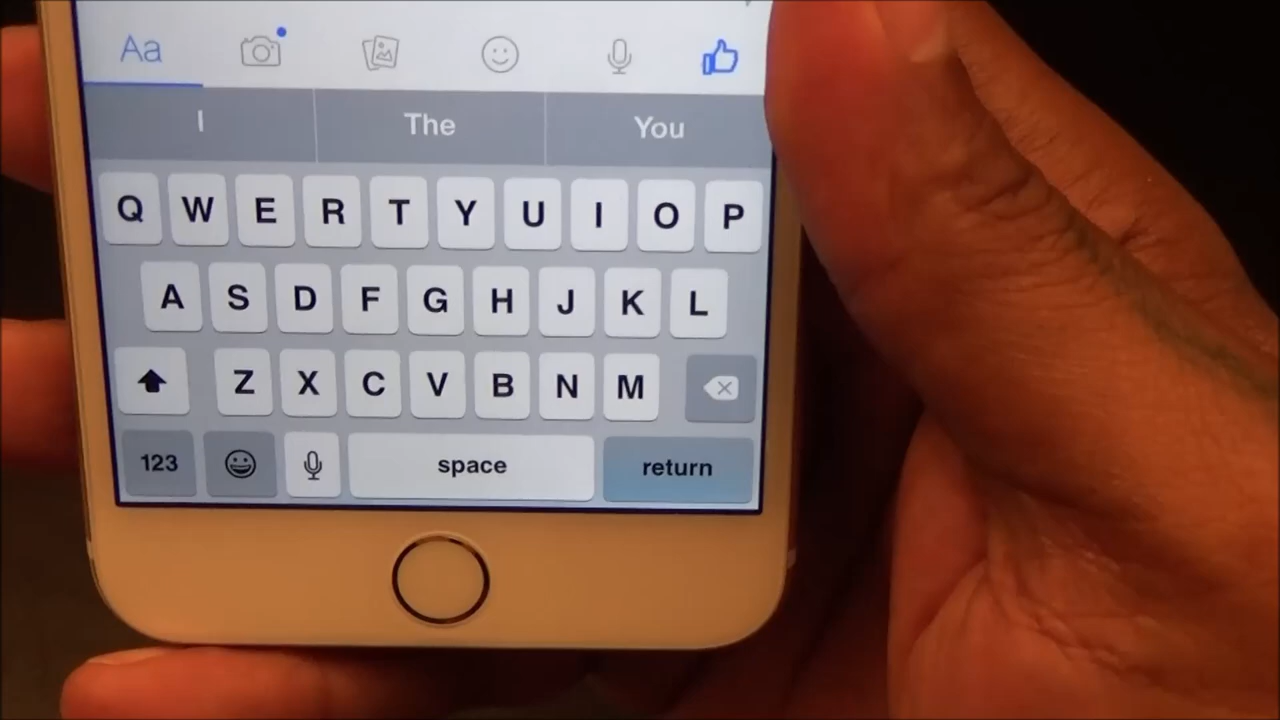 Aa
I The You
Q W E R T Y U I O P
A S D F G H J K L
Z X C V B N M
123 space return